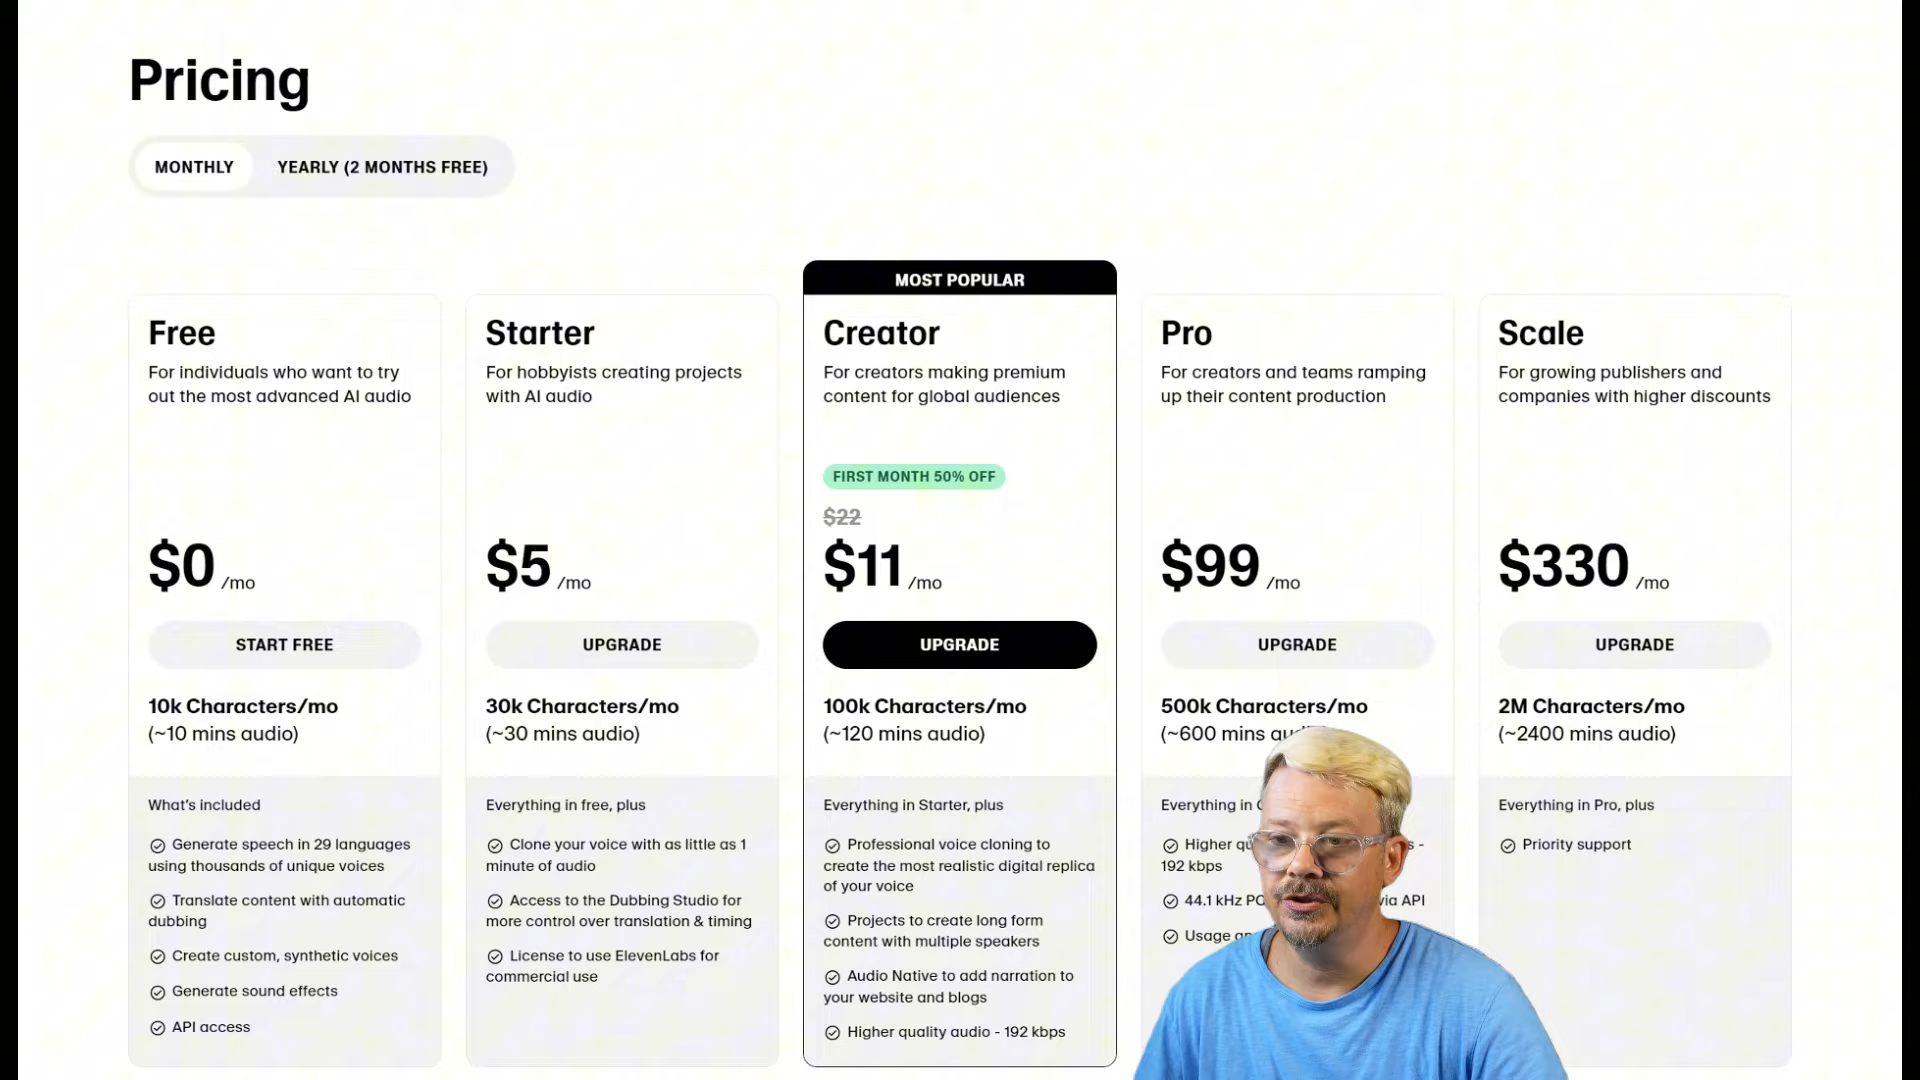 Pricing
MONTHLY YEARLY (2 MONTHS FREE)
MOST POPULAR
Free
For individuals who want to try
out the most advanced AI audio
$0 /mo
START FREE
10k Characters/mo
(~10 mins audio)
What's included
Generate speech in 29 languages
using thousands of unique voices
Translate content with automatic
dubbing
Create custom, synthetic voices
Generate sound effects
API access
Starter
For hobbyists creating projects
with AI audio
$5 /mo
UPGRADE
30k Characters/mo
(~30 mins audio)
Everything in free, plus
Clone your voice with as little as 1
minute of audio
Access to the Dubbing Studio for
more control over translation & timing
License to use ElevenLabs for
commercial use
Creator
For creators making premium
content for global audiences
FIRST MONTH 50% OFF
$22
$11 /mo
UPGRADE
100k Characters/mo
(~120 mins audio)
Everything in Starter, plus
Professional voice cloning to
create the most realistic digital replica
of your voice
Projects to create long form
content with multiple speakers
Audio Native to add narration to
your website and blogs
Higher quality audio - 192 kbps
Pro
For creators and teams ramping
up their content production
$99 /mo
UPGRADE
500k Characters/mo
(~600 mins
Everything in
Higher
192 kbps
44.1 kHz via API
Usage
Scale
For growing publishers and
companies with higher discounts
$330 /mo
UPGRADE
2M Characters/mo
(~2400 mins audio)
Everything in Pro, plus
Priority support